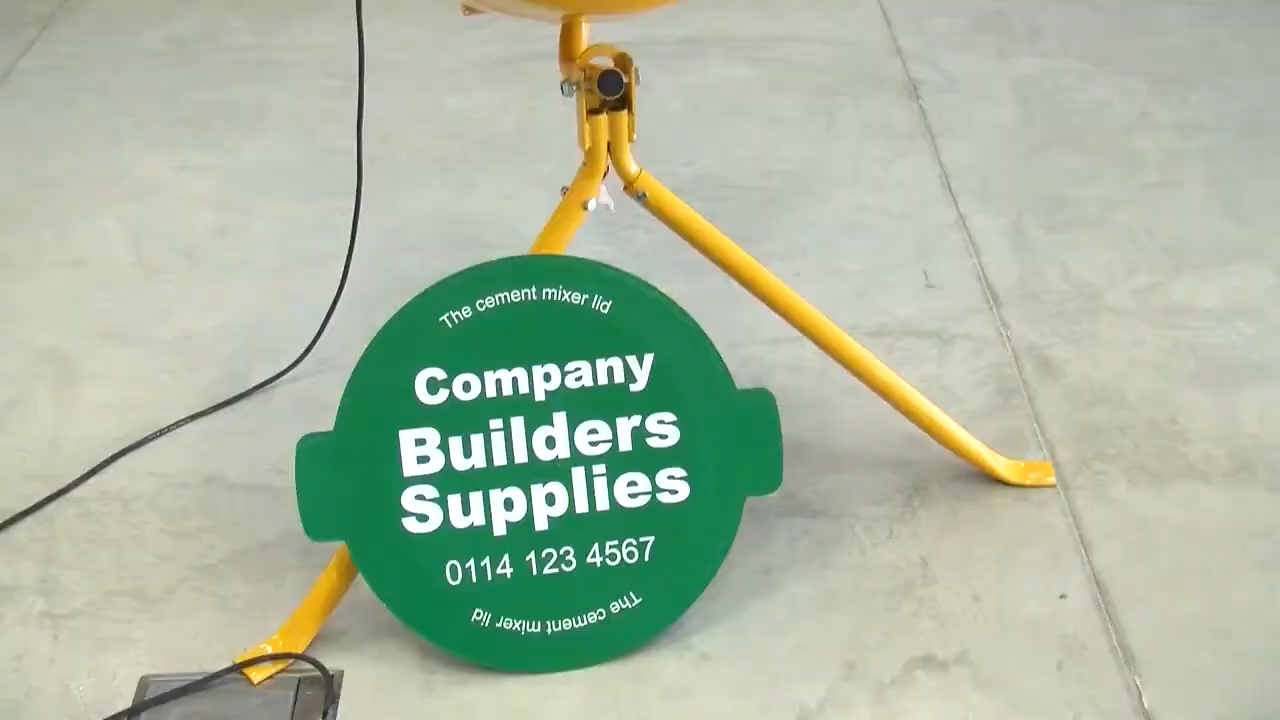 The cement mixer lid
Company
Builders
Supplies
0114 123 4567
The cement mixer lid